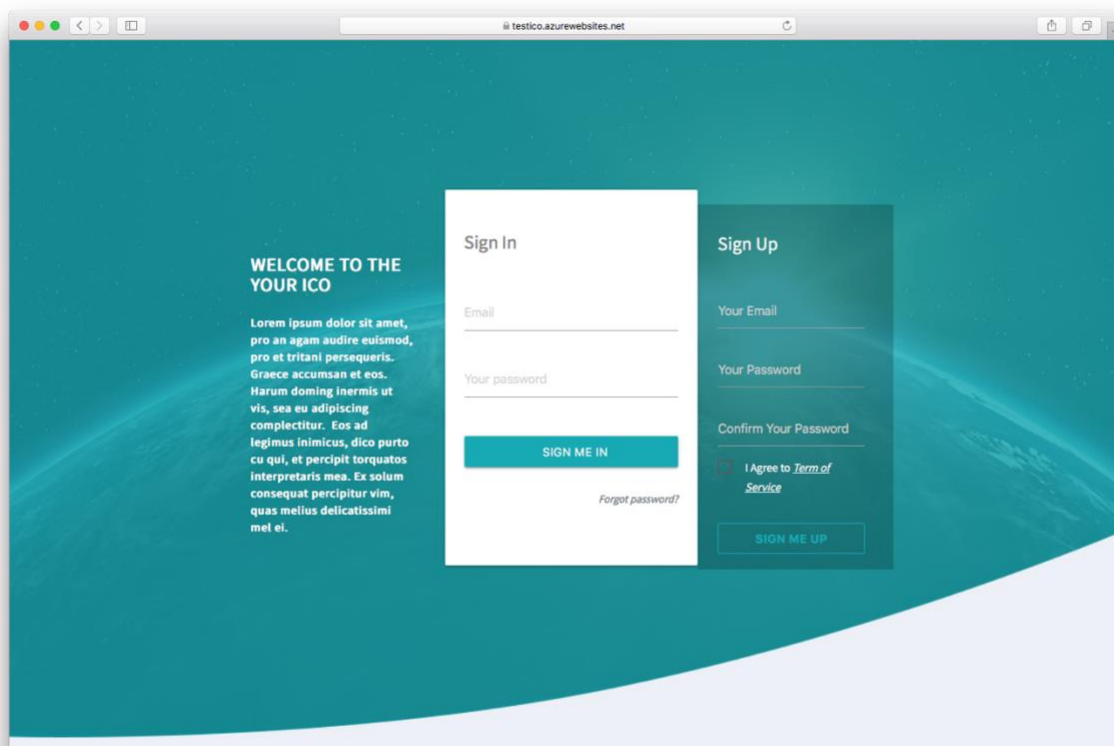 testico.azurewebsites.net
WELCOME TO THE
YOUR ICO
Lorem ipsum dolor sit amet,
pro an agam audire euismod,
pro et tritani persequeris.
Graece accumsan et eos.
Harum doming inermis ut
vis, sea eu adipiscing
complectitur. Eos ad
legimus inimicus, dico purto
cu qui, et percipit torquatos
interpretaris mea. Ex solum
consequat percipitur vim,
quas melius delicatissimi
mel ei.
Sign In
Email
Your password
SIGN ME IN
Forgot password?
Sign Up
Your Email
Your Password
Confirm Your Password
I Agree to Term of
Service
SIGN ME UP